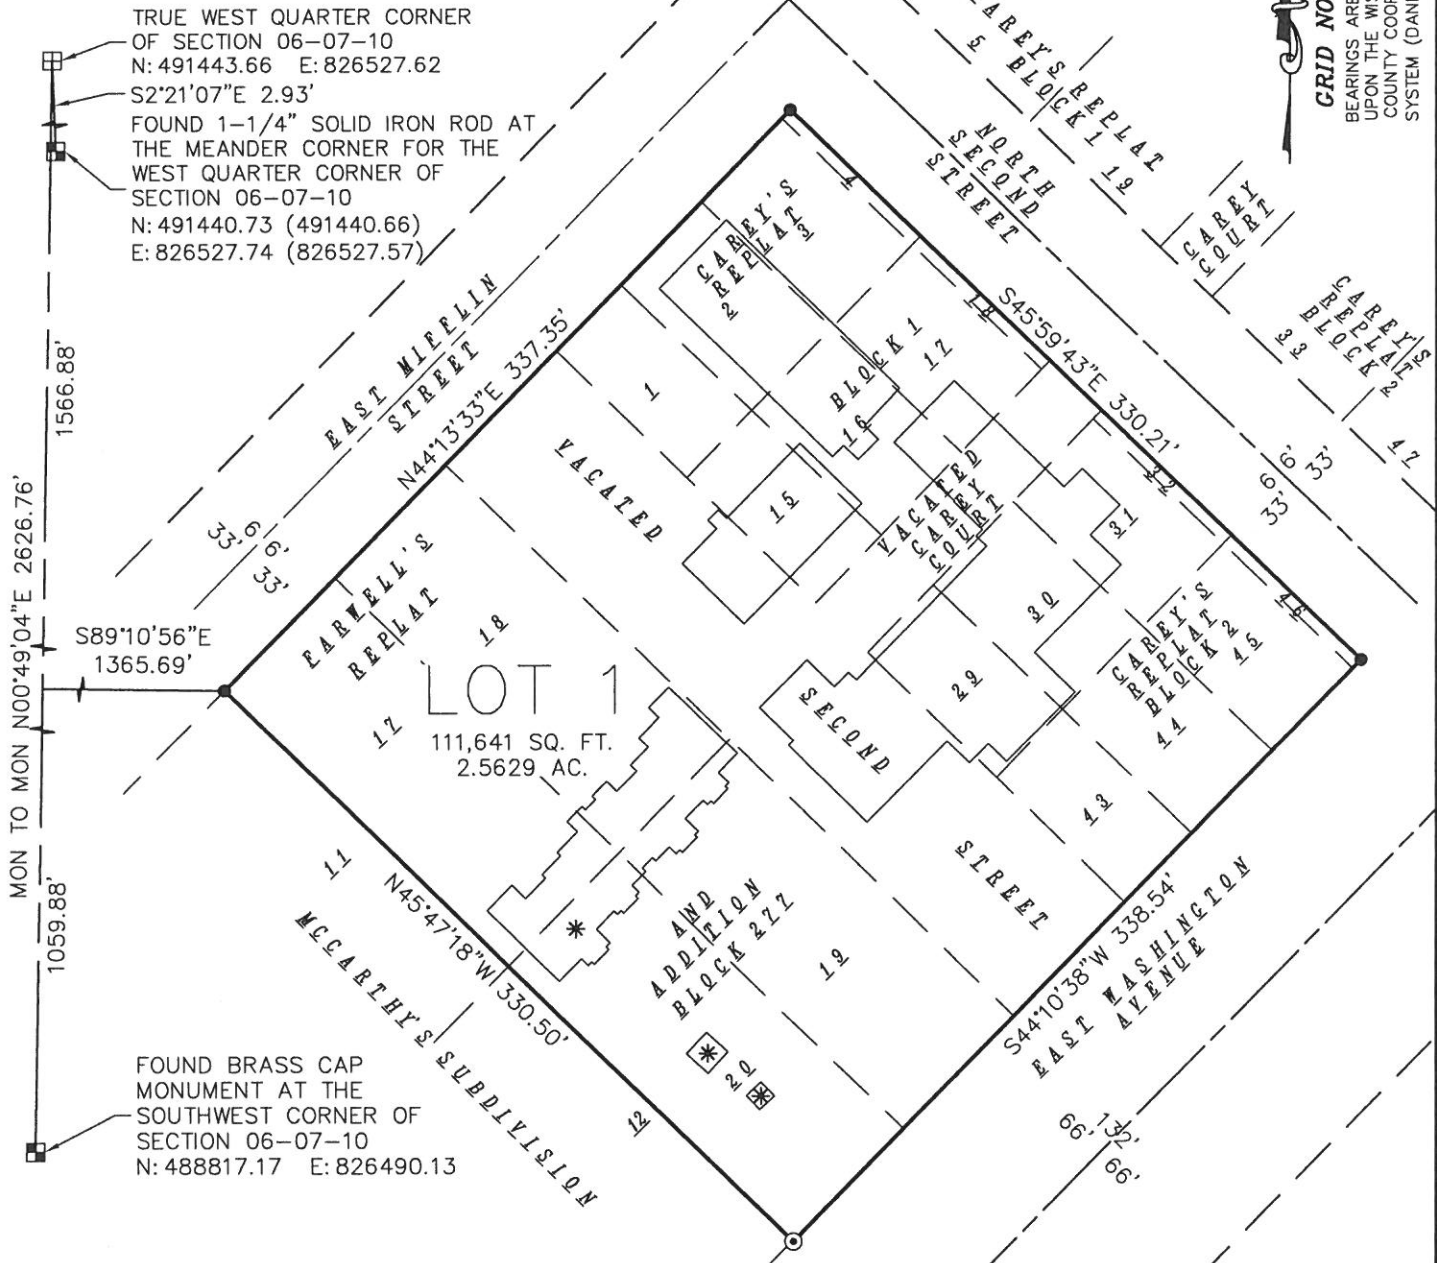 TRUE WEST QUARTER CORNER
OF SECTION 06–07–10
N: 491443.66 E: 826527.62
S2°21'07"E 2.93'
FOUND 1–1/4" SOLID IRON ROD AT
THE MEANDER CORNER FOR THE
WEST QUARTER CORNER OF
SECTION 06–07–10
N: 491440.73 (491440.66)
E: 826527.74 (826527.57)
1566.88'
MON TO MON N00°49'04"E 2626.76'
S89°10'56"E
1365.69'
1059.88'
FOUND BRASS CAP
MONUMENT AT THE
SOUTHWEST CORNER OF
SECTION 06–07–10
N: 488817.17 E: 826490.13
EAST MIFFLIN
STREET
33'
66'
33'
N44°13'33"E 337.35'
CAREY'S REPLAT
5 BLOCK 1 19
NORTH
SECOND
STREET
CAREY
COURT
CAREY'S
REPLAT
BLOCK 2
33
47
GRID NO
BEARINGS ARE
UPON THE WIS
COUNTY COOR
SYSTEM (DANE
S45°59'43"E 330.21'
66'
33'
33'
4
CAREY'S
REPLAT
2
3
18
BLOCK 1
17
16
1
15
VACATED
VACATED
CAREY
COURT
32
31
30
29
46
CAREY'S
REPLAT
BLOCK 2
45
44
43
SECOND
STREET
FARWELL'S
REPLAT
18
17
LOT 1
111,641 SQ. FT.
2.5629 AC.
AND
ADDITION
BLOCK 277
19
20
11
N45°47'18"W 330.50'
MCCARTHY'S SUBDIVISION
12
S44°10'38"W 338.54'
EAST WASHINGTON
AVENUE
66'
132'
66'